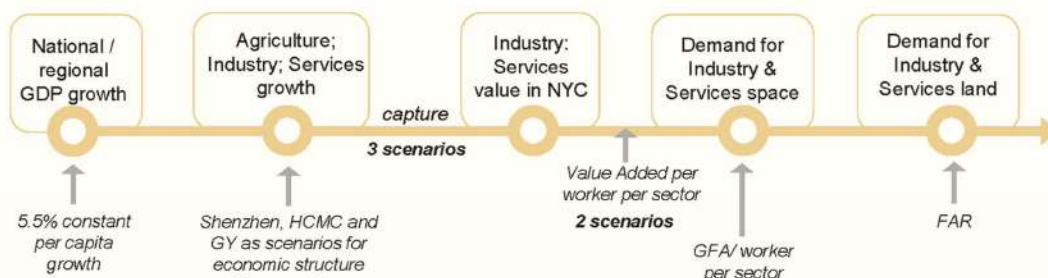 National /
regional
GDP growth
Agriculture;
Industry; Services
growth
capture
3 scenarios
Industry:
Services
value in NYC
Demand for
Industry &
Services space
Demand for
Industry &
Services land
5.5% constant
per capita
growth
Shenzhen, HCMC and
GY as scenarios for
economic structure
Value Added per
worker per sector
2 scenarios
GFA/ worker
per sector
FAR